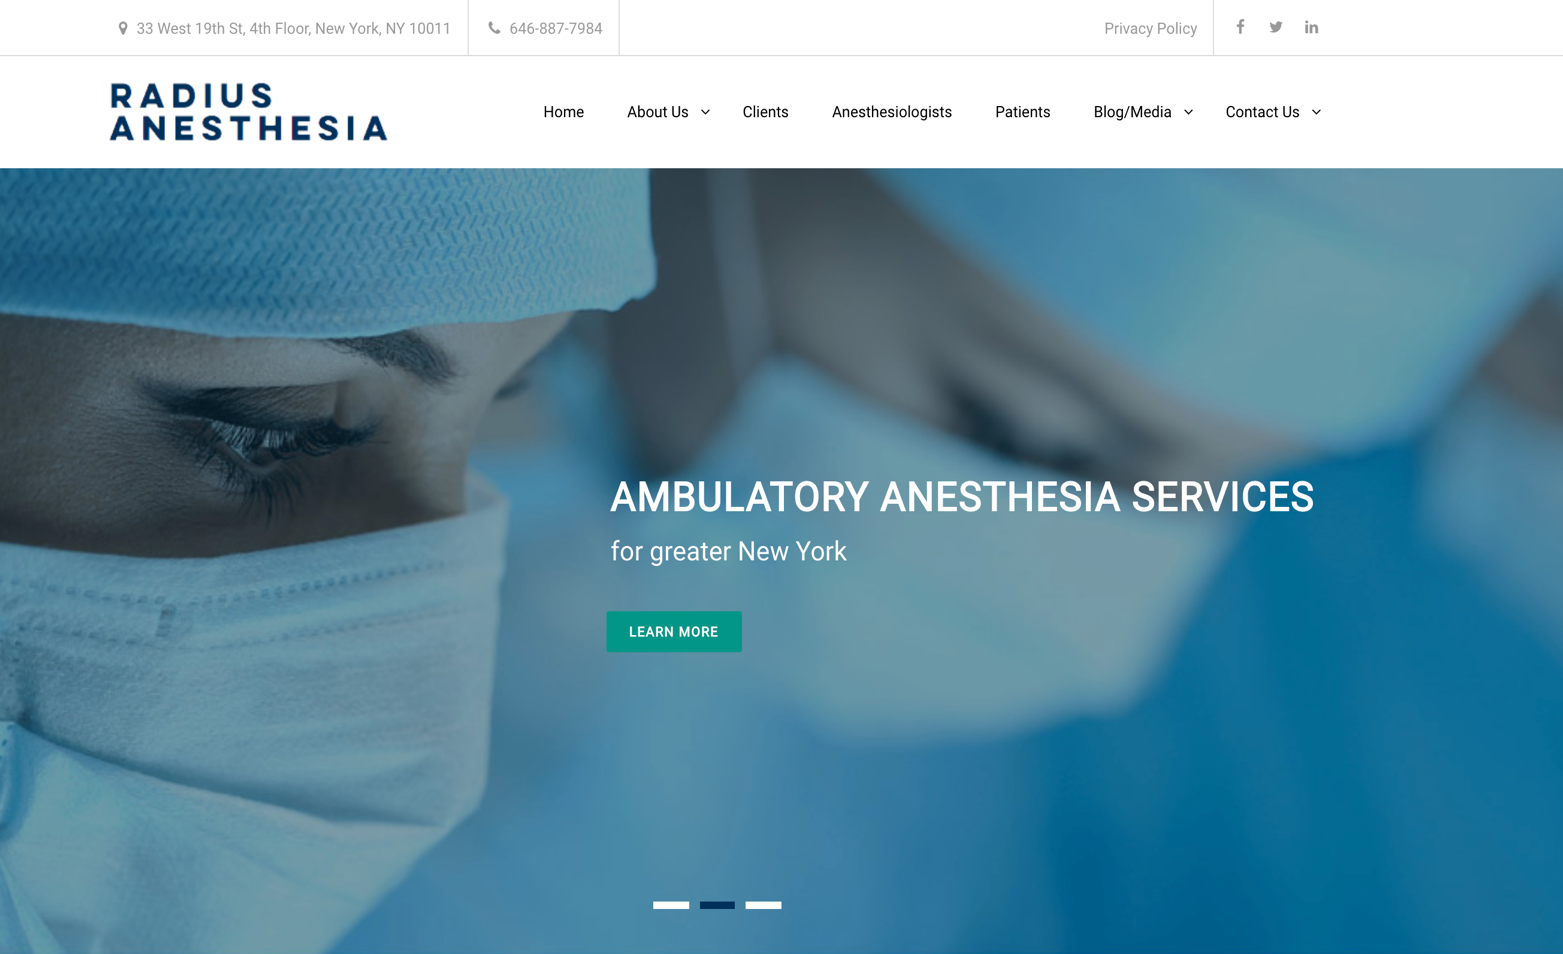 33 West 19th St, 4th Floor, New York, NY 10011
646-887-7984
Privacy Policy
RADIUS
ANESTHESIA
Home
About Us
Clients
Anesthesiologists
Patients
Blog/Media
Contact Us
AMBULATORY ANESTHESIA SERVICES
for greater New York
LEARN MORE